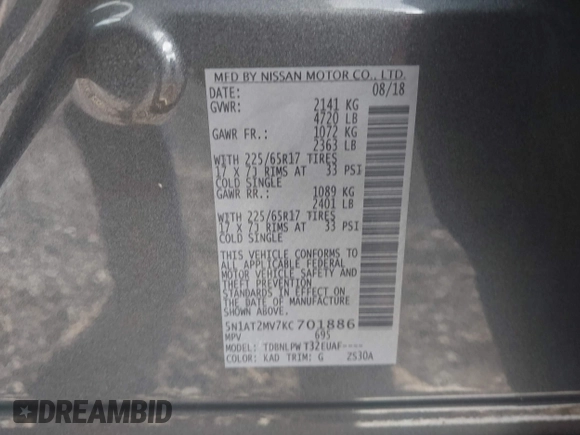 MFD BY NISSAN MOTOR CO., LTD.
DATE: 08/18
GVWR: 2141 KG
4720 LB
GAWR FR.: 1072 KG
2363 LB
WITH 225/65R17 TIRES
17 X 7J RIMS AT 33 PSI
COLD SINGLE
GAWR RR.: 1089 KG
2401 LB
WITH 225/65R17 TIRES
17 X 7J RIMS AT 33 PSI
COLD SINGLE
THIS VEHICLE CONFORMS TO
ALL APPLICABLE FEDERAL
MOTOR VEHICLE SAFETY AND
THEFT PREVENTION
STANDARDS IN EFFECT ON
THE DATE OF MANUFACTURE
SHOWN ABOVE.
5N1AT2MV7KC701886
MPV 695
MODEL: TDBNLPW T32EUAF----
COLOR: KAD TRIM: G 2S30A
DREAMBID